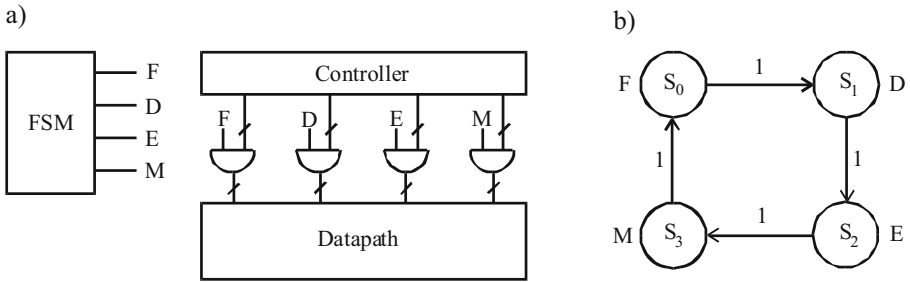 a)
FSM
F
D
E
M
Controller
F
D
E
M
Datapath
b)
F
S0
1
S1
D
1
1
M
S3
1
S2
E